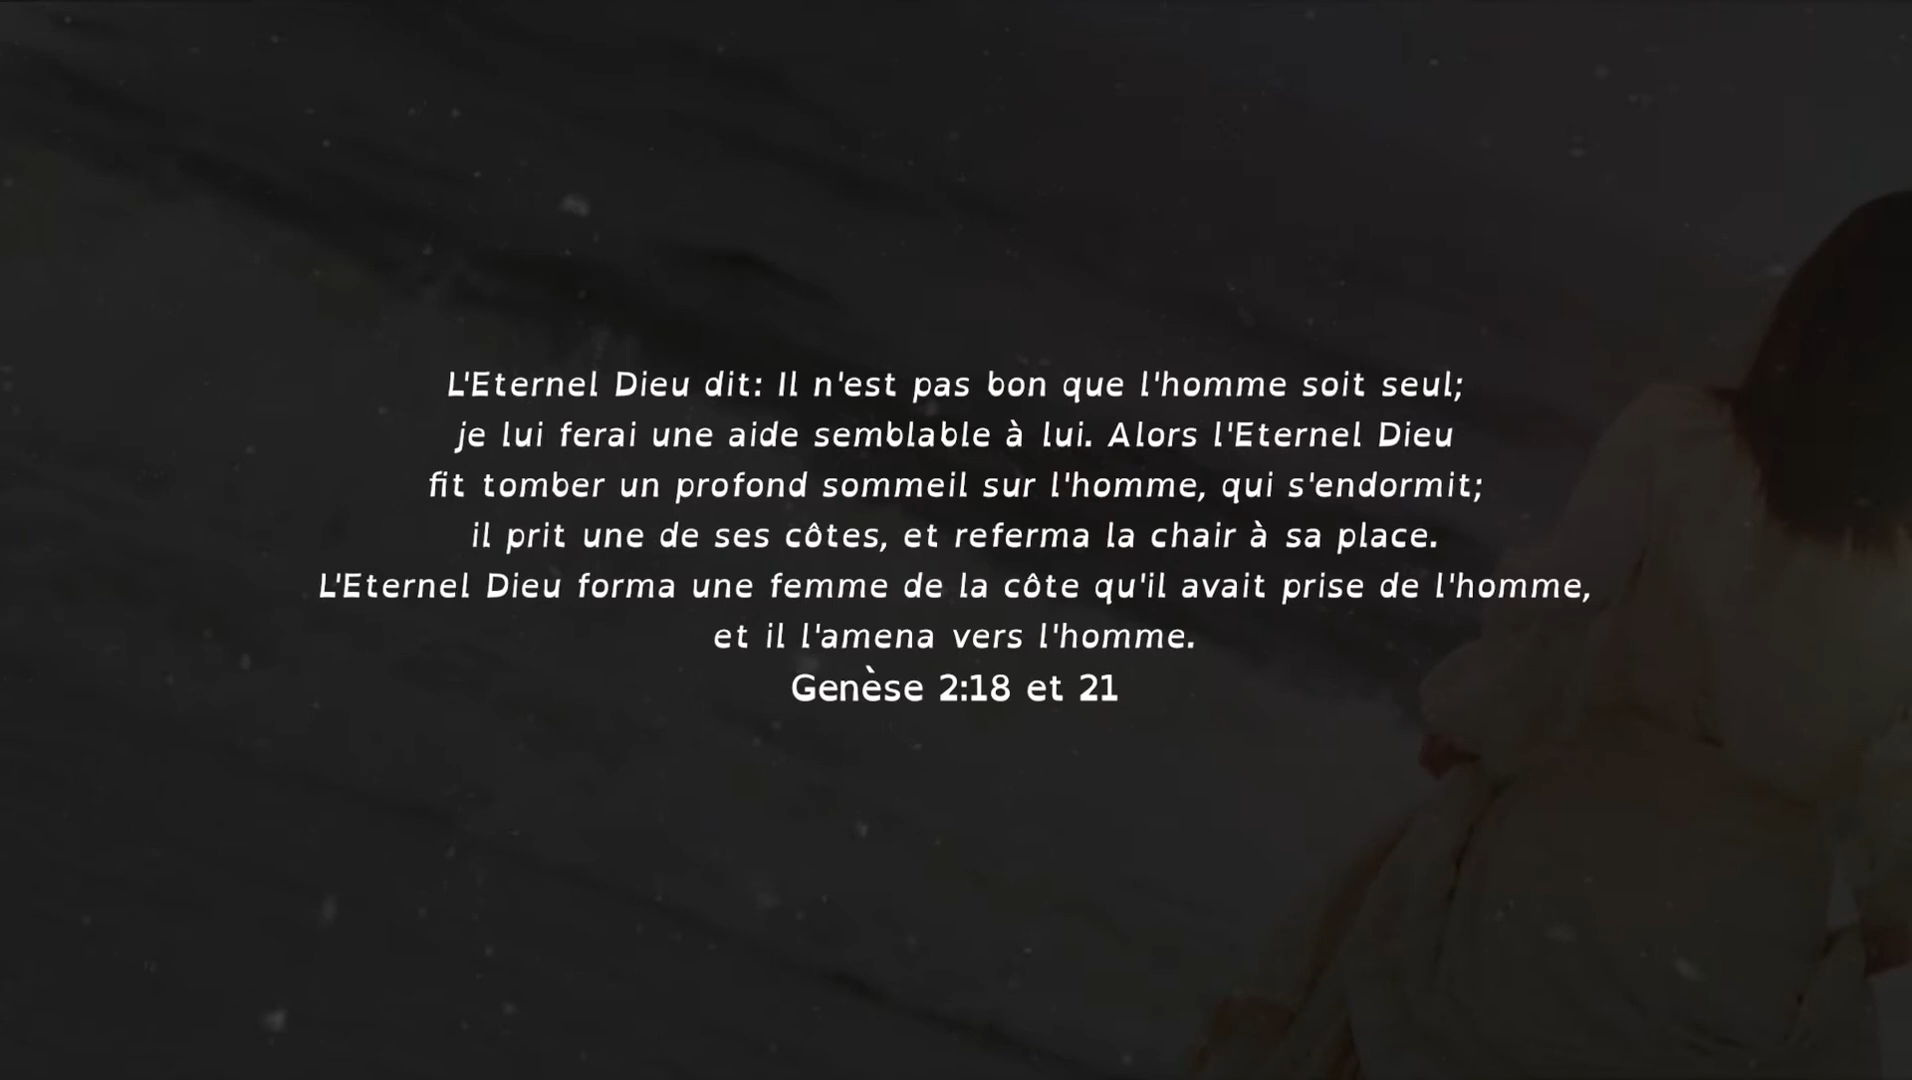 L'Eternel Dieu dit: Il n'est pas bon que l'homme soit seul;
je lui ferai une aide semblable à lui. Alors l'Eternel Dieu
fit tomber un profond sommeil sur l'homme, qui s'endormit;
il prit une de ses côtes, et referma la chair à sa place.
L'Eternel Dieu forma une femme de la côte qu'il avait prise de l'homme,
et il l'amena vers l'homme.
Genèse 2:18 et 21